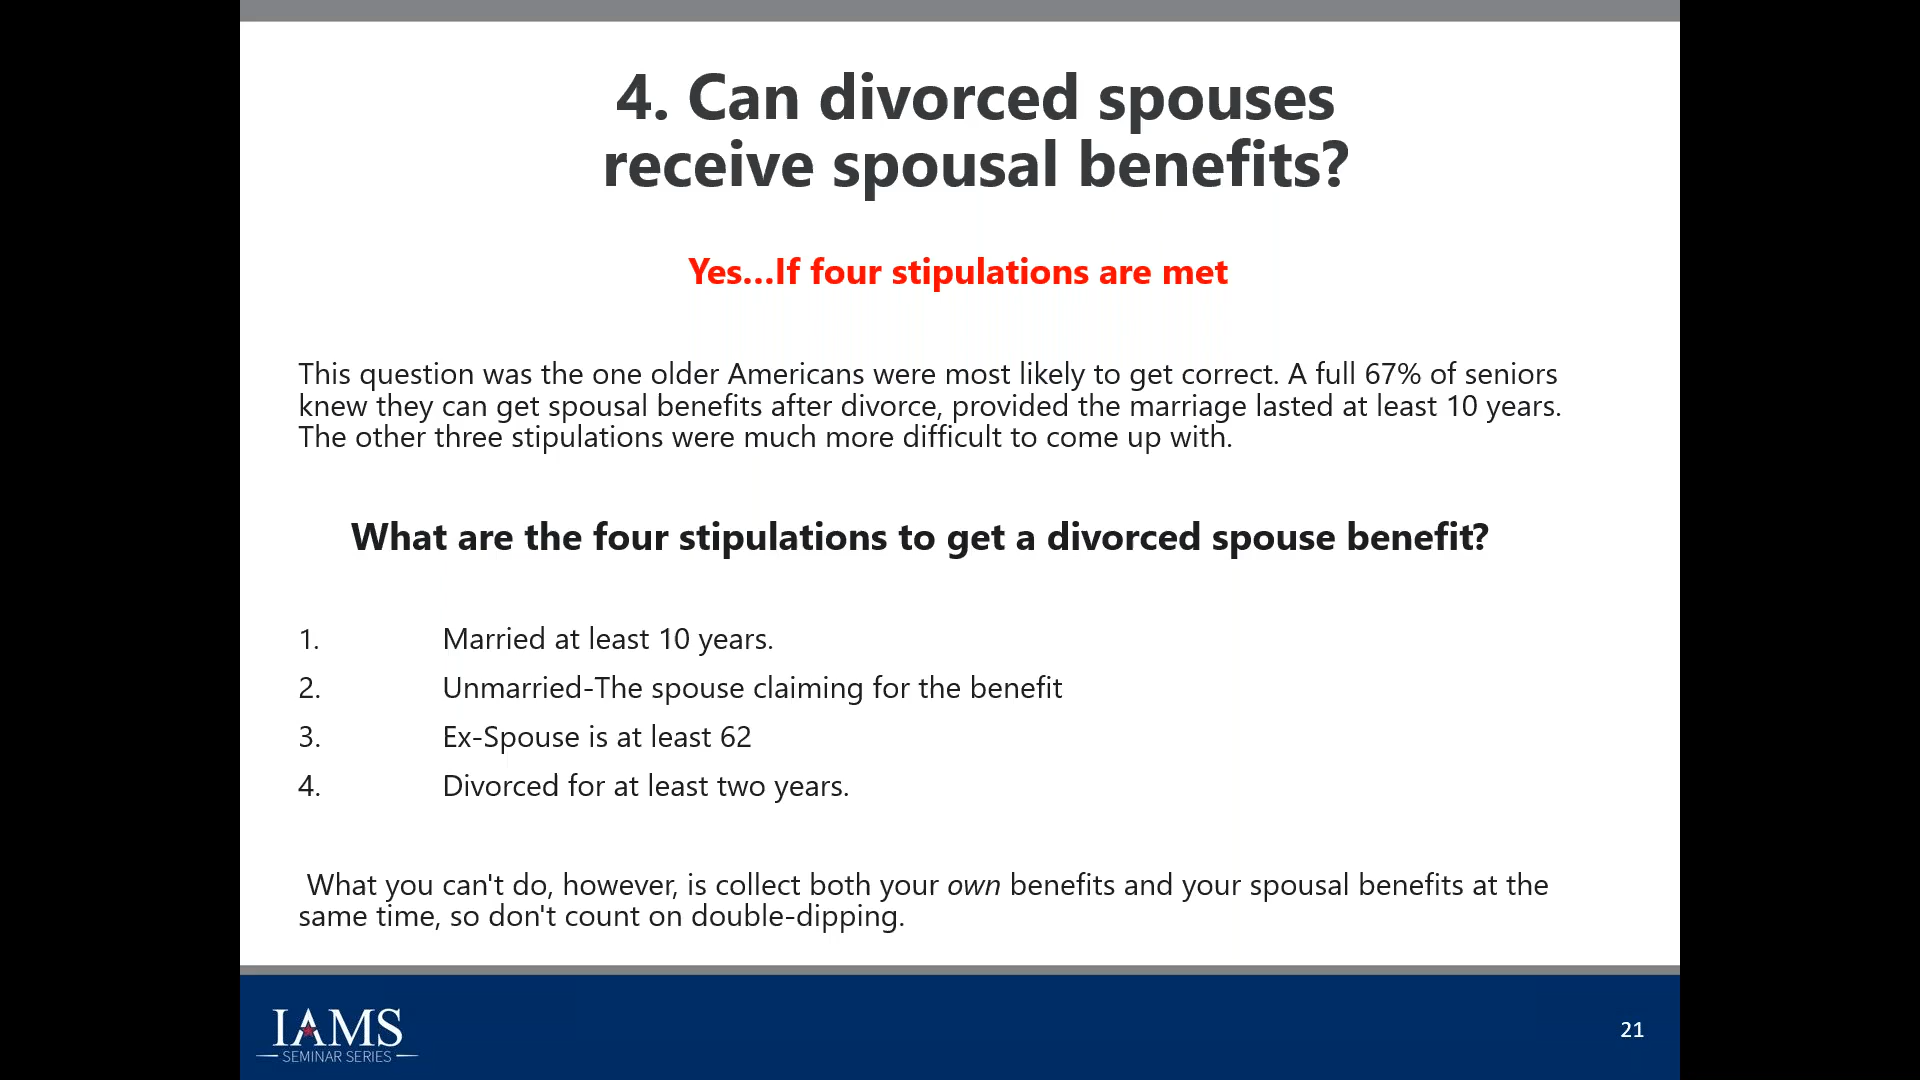 4. Can divorced spouses
receive spousal benefits?
Yes...If four stipulations are met
This question was the one older Americans were most likely to get correct. A full 67% of seniors
knew they can get spousal benefits after divorce, provided the marriage lasted at least 10 years.
The other three stipulations were much more difficult to come up with.
What are the four stipulations to get a divorced spouse benefit?
1. Married at least 10 years.
2. Unmarried-The spouse claiming for the benefit
3. Ex-Spouse is at least 62
4. Divorced for at least two years.
What you can't do, however, is collect both your own benefits and your spousal benefits at the
same time, so don't count on double-dipping.
IAMS
SEMINAR SERIES
21